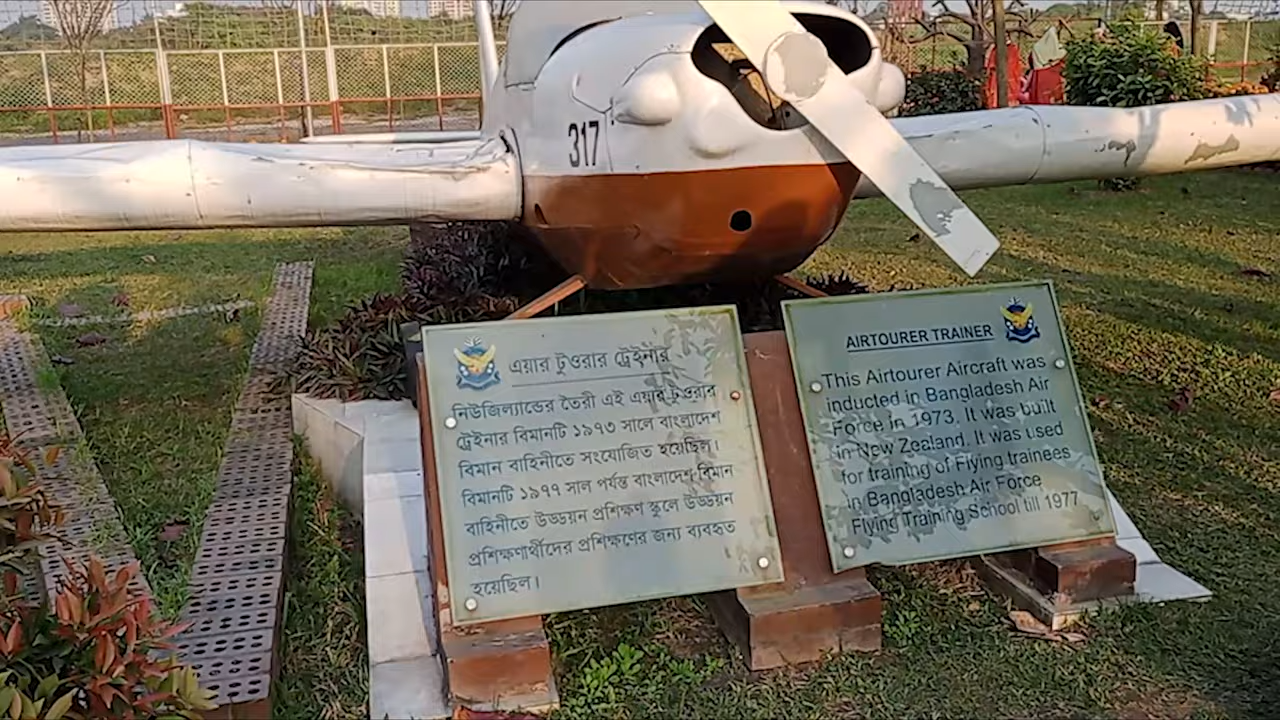 317
এয়ার টুওরার ট্রেইনার
নিউজিল্যান্ডের তৈরী এই এয়ার টুওরার
ট্রেইনার বিমানটি ১৯৭৩ সালে বাংলাদেশ
বিমান বাহিনীতে সংযোজিত হয়েছিল।
বিমানটি ১৯৭৭ সাল পর্যন্ত বাংলাদেশ বিমান
বাহিনীতে উড্ডয়ন প্রশিক্ষণ স্কুলে উড্ডয়ন
প্রশিক্ষণার্থীদের প্রশিক্ষণের জন্য ব্যবহৃত
হয়েছিল।
AIRTOURER TRAINER
This Airtourer Aircraft was
inducted in Bangladesh Air
Force in 1973. It was built
in New Zealand. It was used
for training of Flying trainees
in Bangladesh Air Force
Flying Training School till 1977